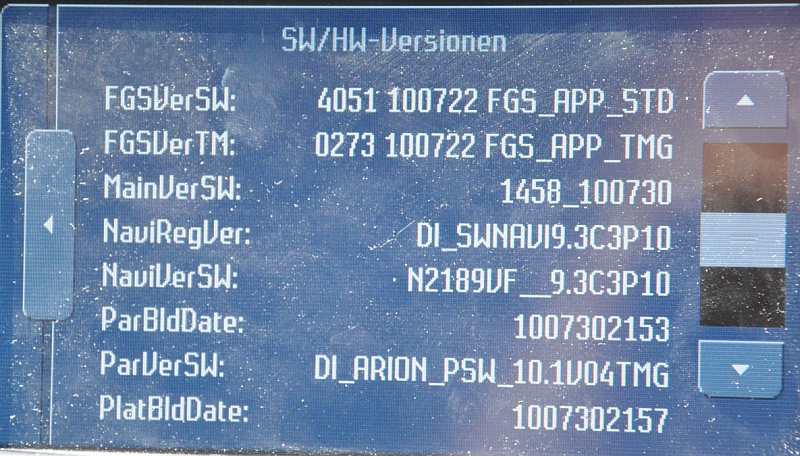 SW/HW-Versionen
FGSVerSW: 4051 100722 FGS_APP_STD
FGSVerTM: 0273 100722 FGS_APP_TMG
MainVerSW: 1458_100730
NaviRegVer: DI_SWNAVI9.3C3P10
NaviVerSW: N2189VF__9.3C3P10
ParBldDate: 1007302153
ParVerSW: DI_ARION_PSW_10.1V04TMG
PlatBldDate: 1007302157